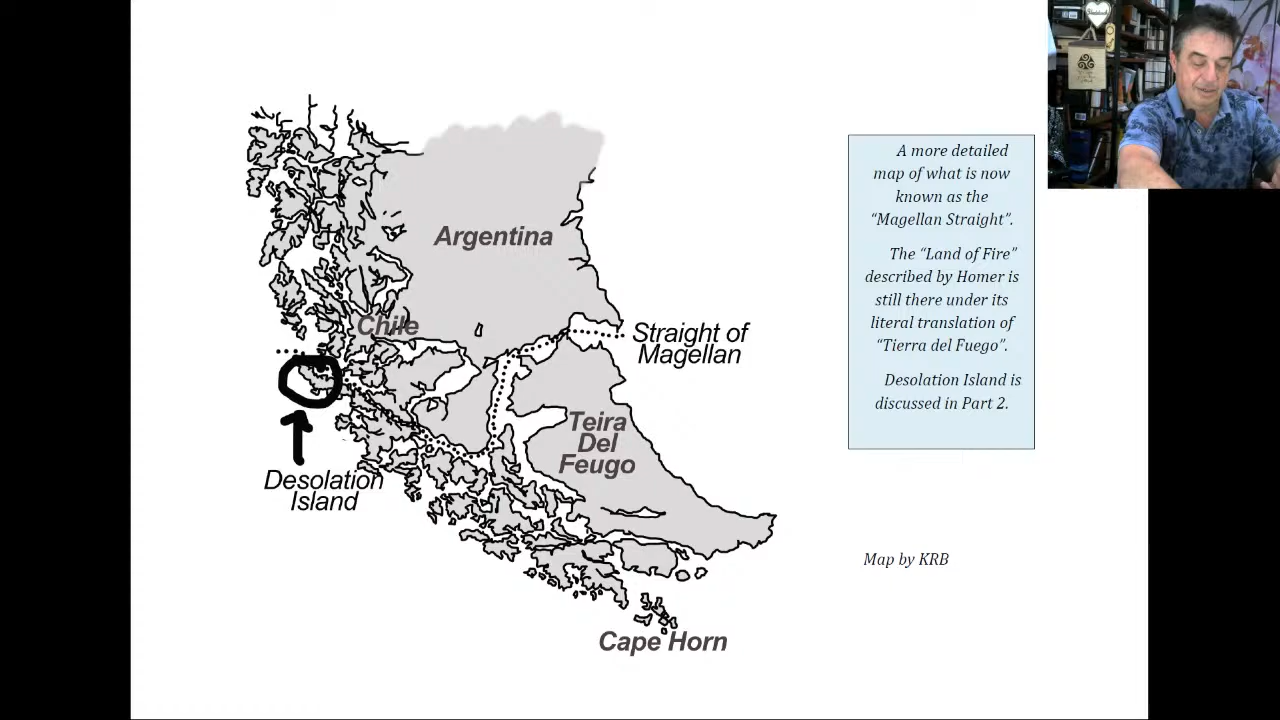 Argentina
Chile
Straight of
Magellan
Teira
Del
Feugo
Desolation
Island
Cape Horn
A more detailed
map of what is now
known as the
“Magellan Straight”.
The “Land of Fire”
described by Homer is
still there under its
literal translation of
“Tierra del Fuego”.
Desolation Island is
discussed in Part 2.
Map by KRB